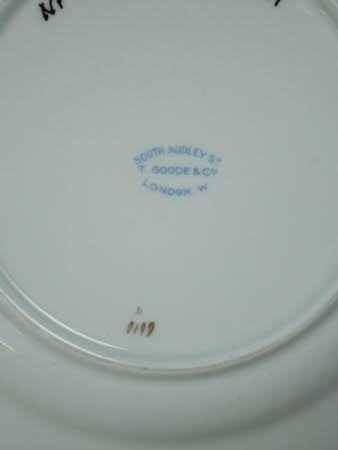 SOUTH AUDLEY ST
T. GOODE & CO
LONDON. W